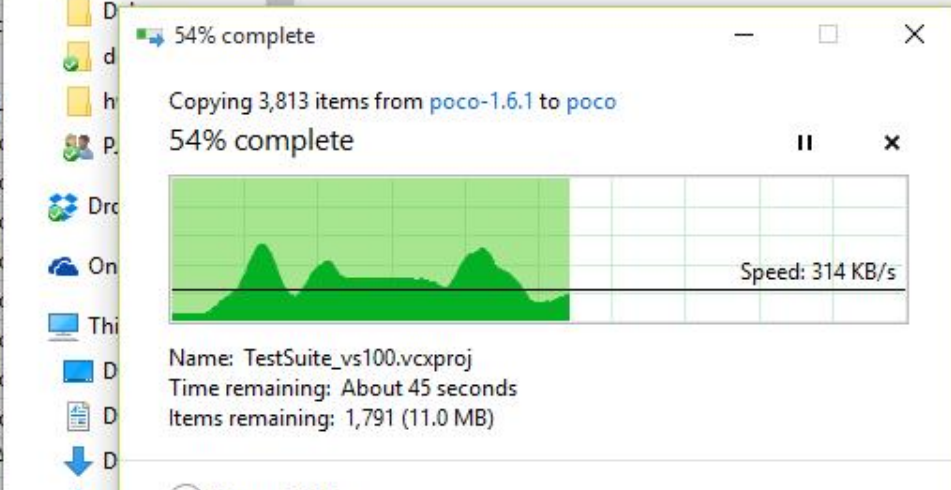 54% complete
Copying 3,813 items from poco-1.6.1 to poco
54% complete
Speed: 314 KB/s
Name: TestSuite_vs100.vcxproj
Time remaining: About 45 seconds
Items remaining: 1,791 (11.0 MB)